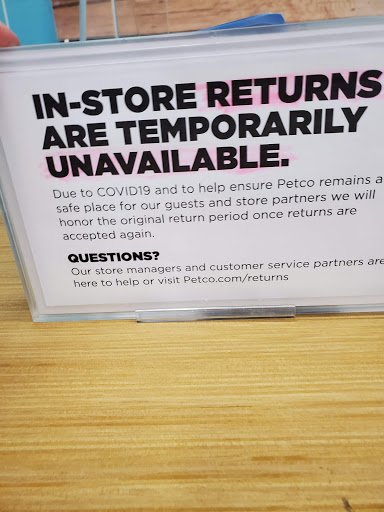 IN-STORE RETURNS
ARE TEMPORARILY
UNAVAILABLE.
Due to COVID19 and to help ensure Petco remains a
safe place for our guests and store partners we will
honor the original return period once returns are
accepted again.
QUESTIONS?
Our store managers and customer service partners are
here to help or visit Petco.com/returns